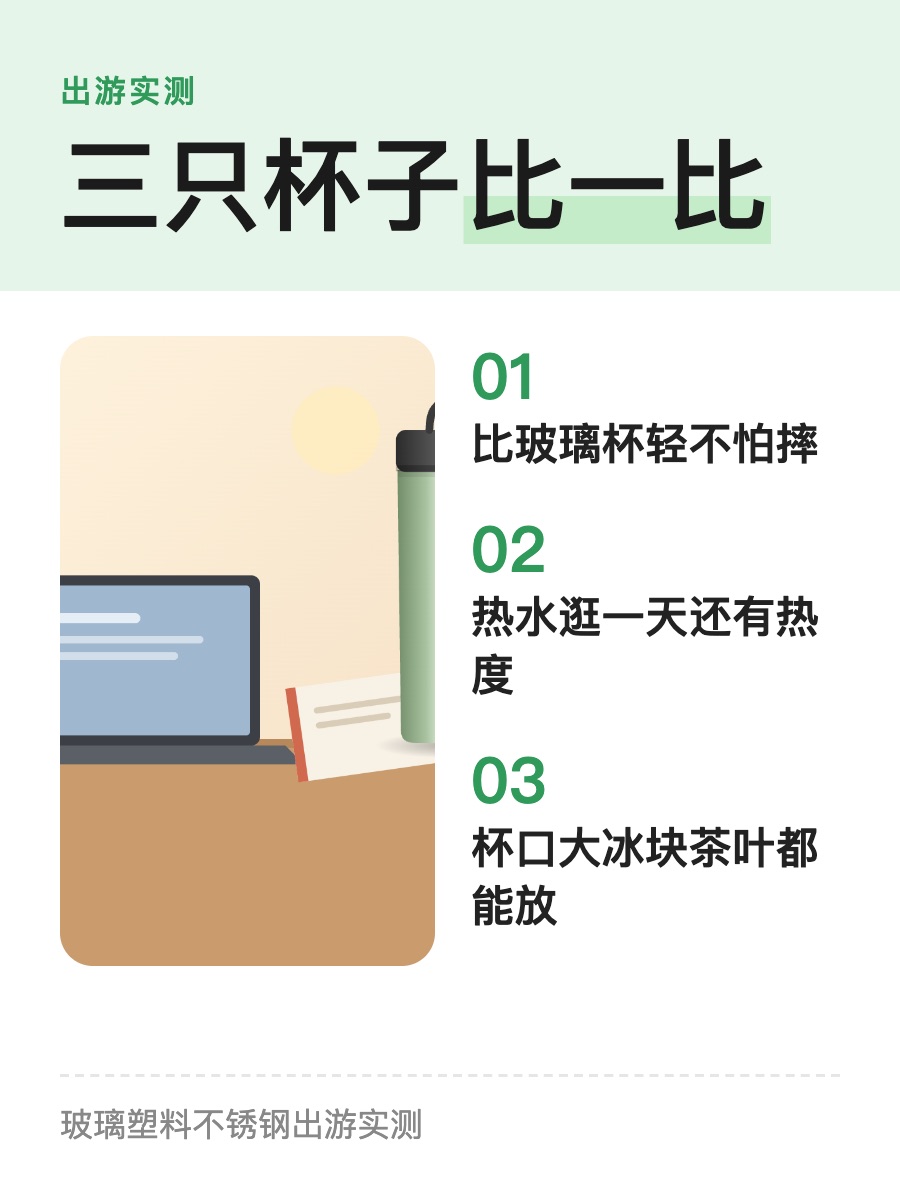 出游实测
三只杯子比一比
01
比玻璃杯轻不怕摔
02
热水逛一天还有热
度
03
杯口大冰块茶叶都
能放
玻璃塑料不锈钢出游实测